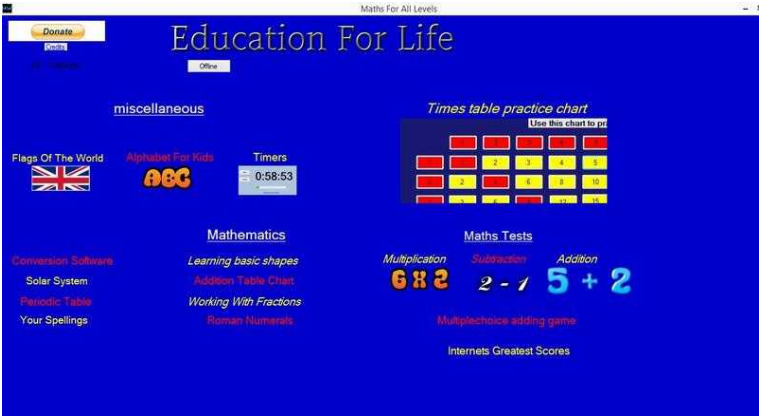 Maths For All Levels
Donate
Credits
Education For Life
Offline
miscellaneous
Times table practice chart
Use this chart to pr
Flags Of The World
Alphabet For Kids
Timers
ABC
0:58:53
2 3 4 5
2 6 8 10
12 15
Mathematics
Maths Tests
Conversion Software
Learning basic shapes
Multiplication
Subtraction
Addition
6 X 2
2 - 1
5 + 2
Solar System
Addition Table Chart
Periodic Table
Working With Fractions
Your Spellings
Roman Numerals
Multiplechoice adding game
Internets Greatest Scores